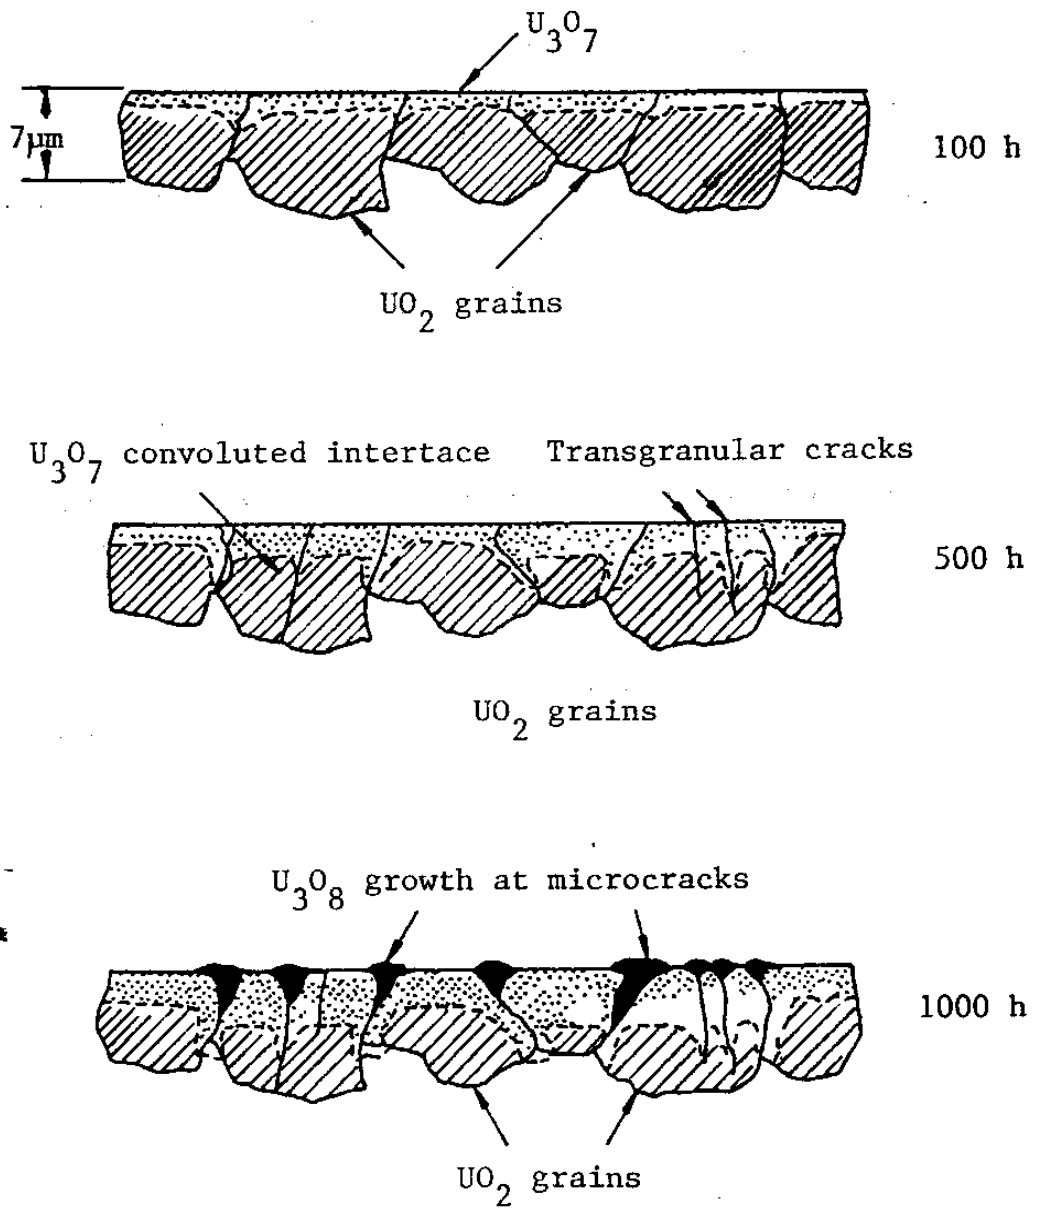 U₃O₇
7μm
100 h
UO₂ grains
U₃O₇ convoluted intertace
Transgranular cracks
500 h
UO₂ grains
U₃O₈ growth at microcracks
1000 h
UO₂ grains